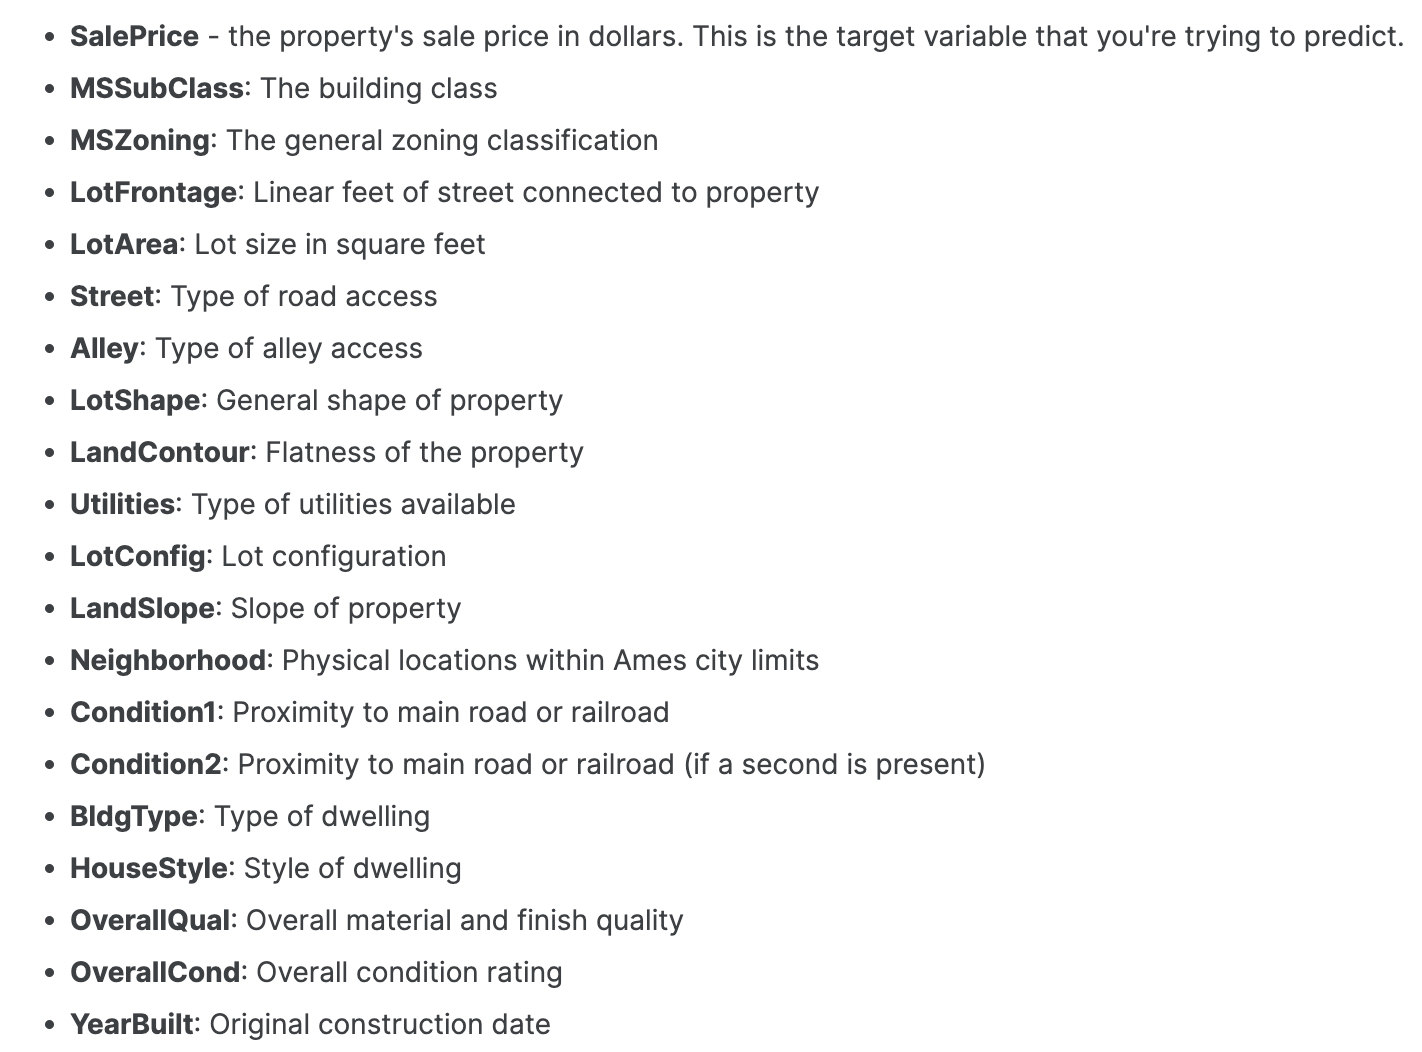 • SalePrice - the property's sale price in dollars. This is the target variable that you're trying to predict.
• MSSubClass: The building class
• MSZoning: The general zoning classification
• LotFrontage: Linear feet of street connected to property
• LotArea: Lot size in square feet
• Street: Type of road access
• Alley: Type of alley access
• LotShape: General shape of property
• LandContour: Flatness of the property
• Utilities: Type of utilities available
• LotConfig: Lot configuration
• LandSlope: Slope of property
• Neighborhood: Physical locations within Ames city limits
• Condition1: Proximity to main road or railroad
• Condition2: Proximity to main road or railroad (if a second is present)
• BldgType: Type of dwelling
• HouseStyle: Style of dwelling
• OverallQual: Overall material and finish quality
• OverallCond: Overall condition rating
• YearBuilt: Original construction date